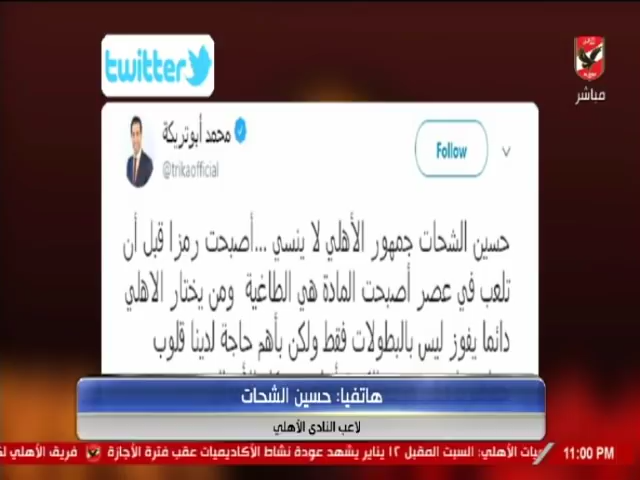 twitter
مباشر
محمد أبوتريكة
@trikaofficial
Follow
حسين الشحات جمهور الأهلي لا ينسي ...أصبحت رمزا قبل أن
تلعب في عصر أصبحت المادة هي الطاغية ومن يختار الاهلي
دائما يفوز ليس بالبطولات فقط ولكن بأهم حاجة لدينا قلوب
هاتفيا: حسين الشحات
لاعب النادى الأهلي
يات الأهلي: السبت المقبل ١٢ يناير يشهد عودة نشاط الأكاديميات عقب فترة الأجازة فريق الأهلي
11:00 PM